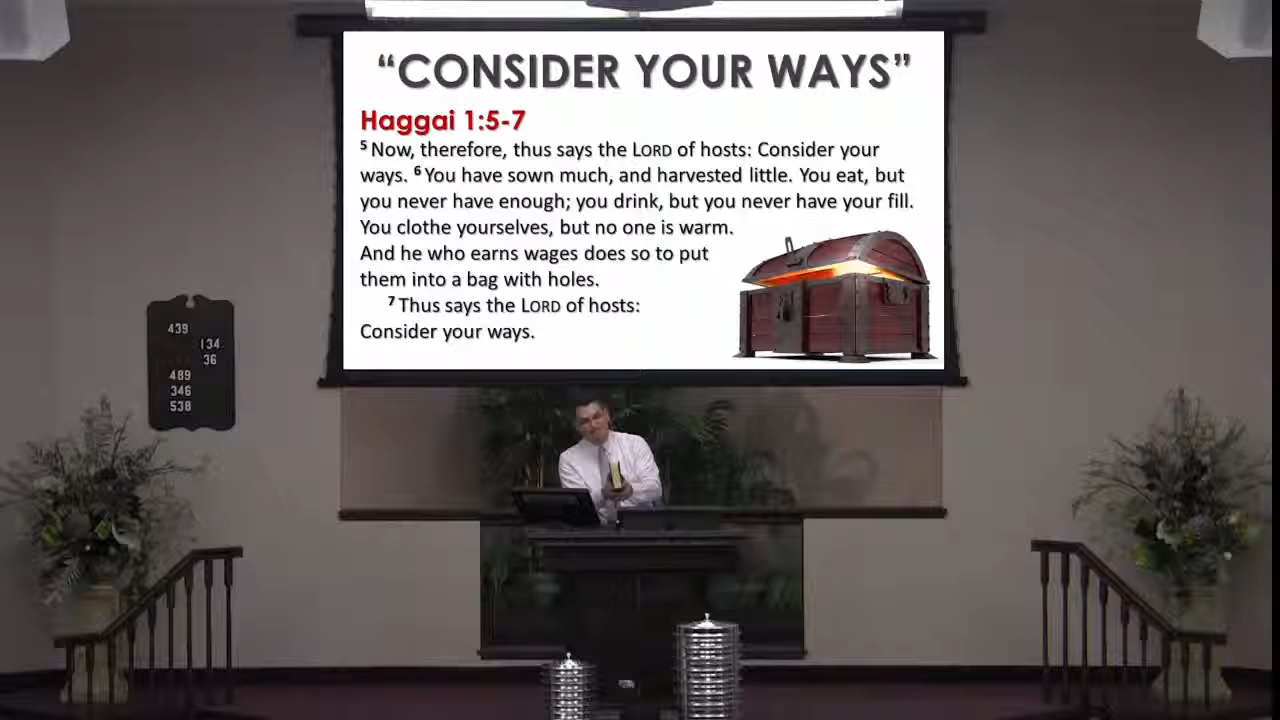 “CONSIDER YOUR WAYS”
Haggai 1:5-7
5 Now, therefore, thus says the LORD of hosts: Consider your
ways. 6 You have sown much, and harvested little. You eat, but
you never have enough; you drink, but you never have your fill.
You clothe yourselves, but no one is warm.
And he who earns wages does so to put
them into a bag with holes.
7 Thus says the LORD of hosts:
Consider your ways.
439
134
36
489
346
538